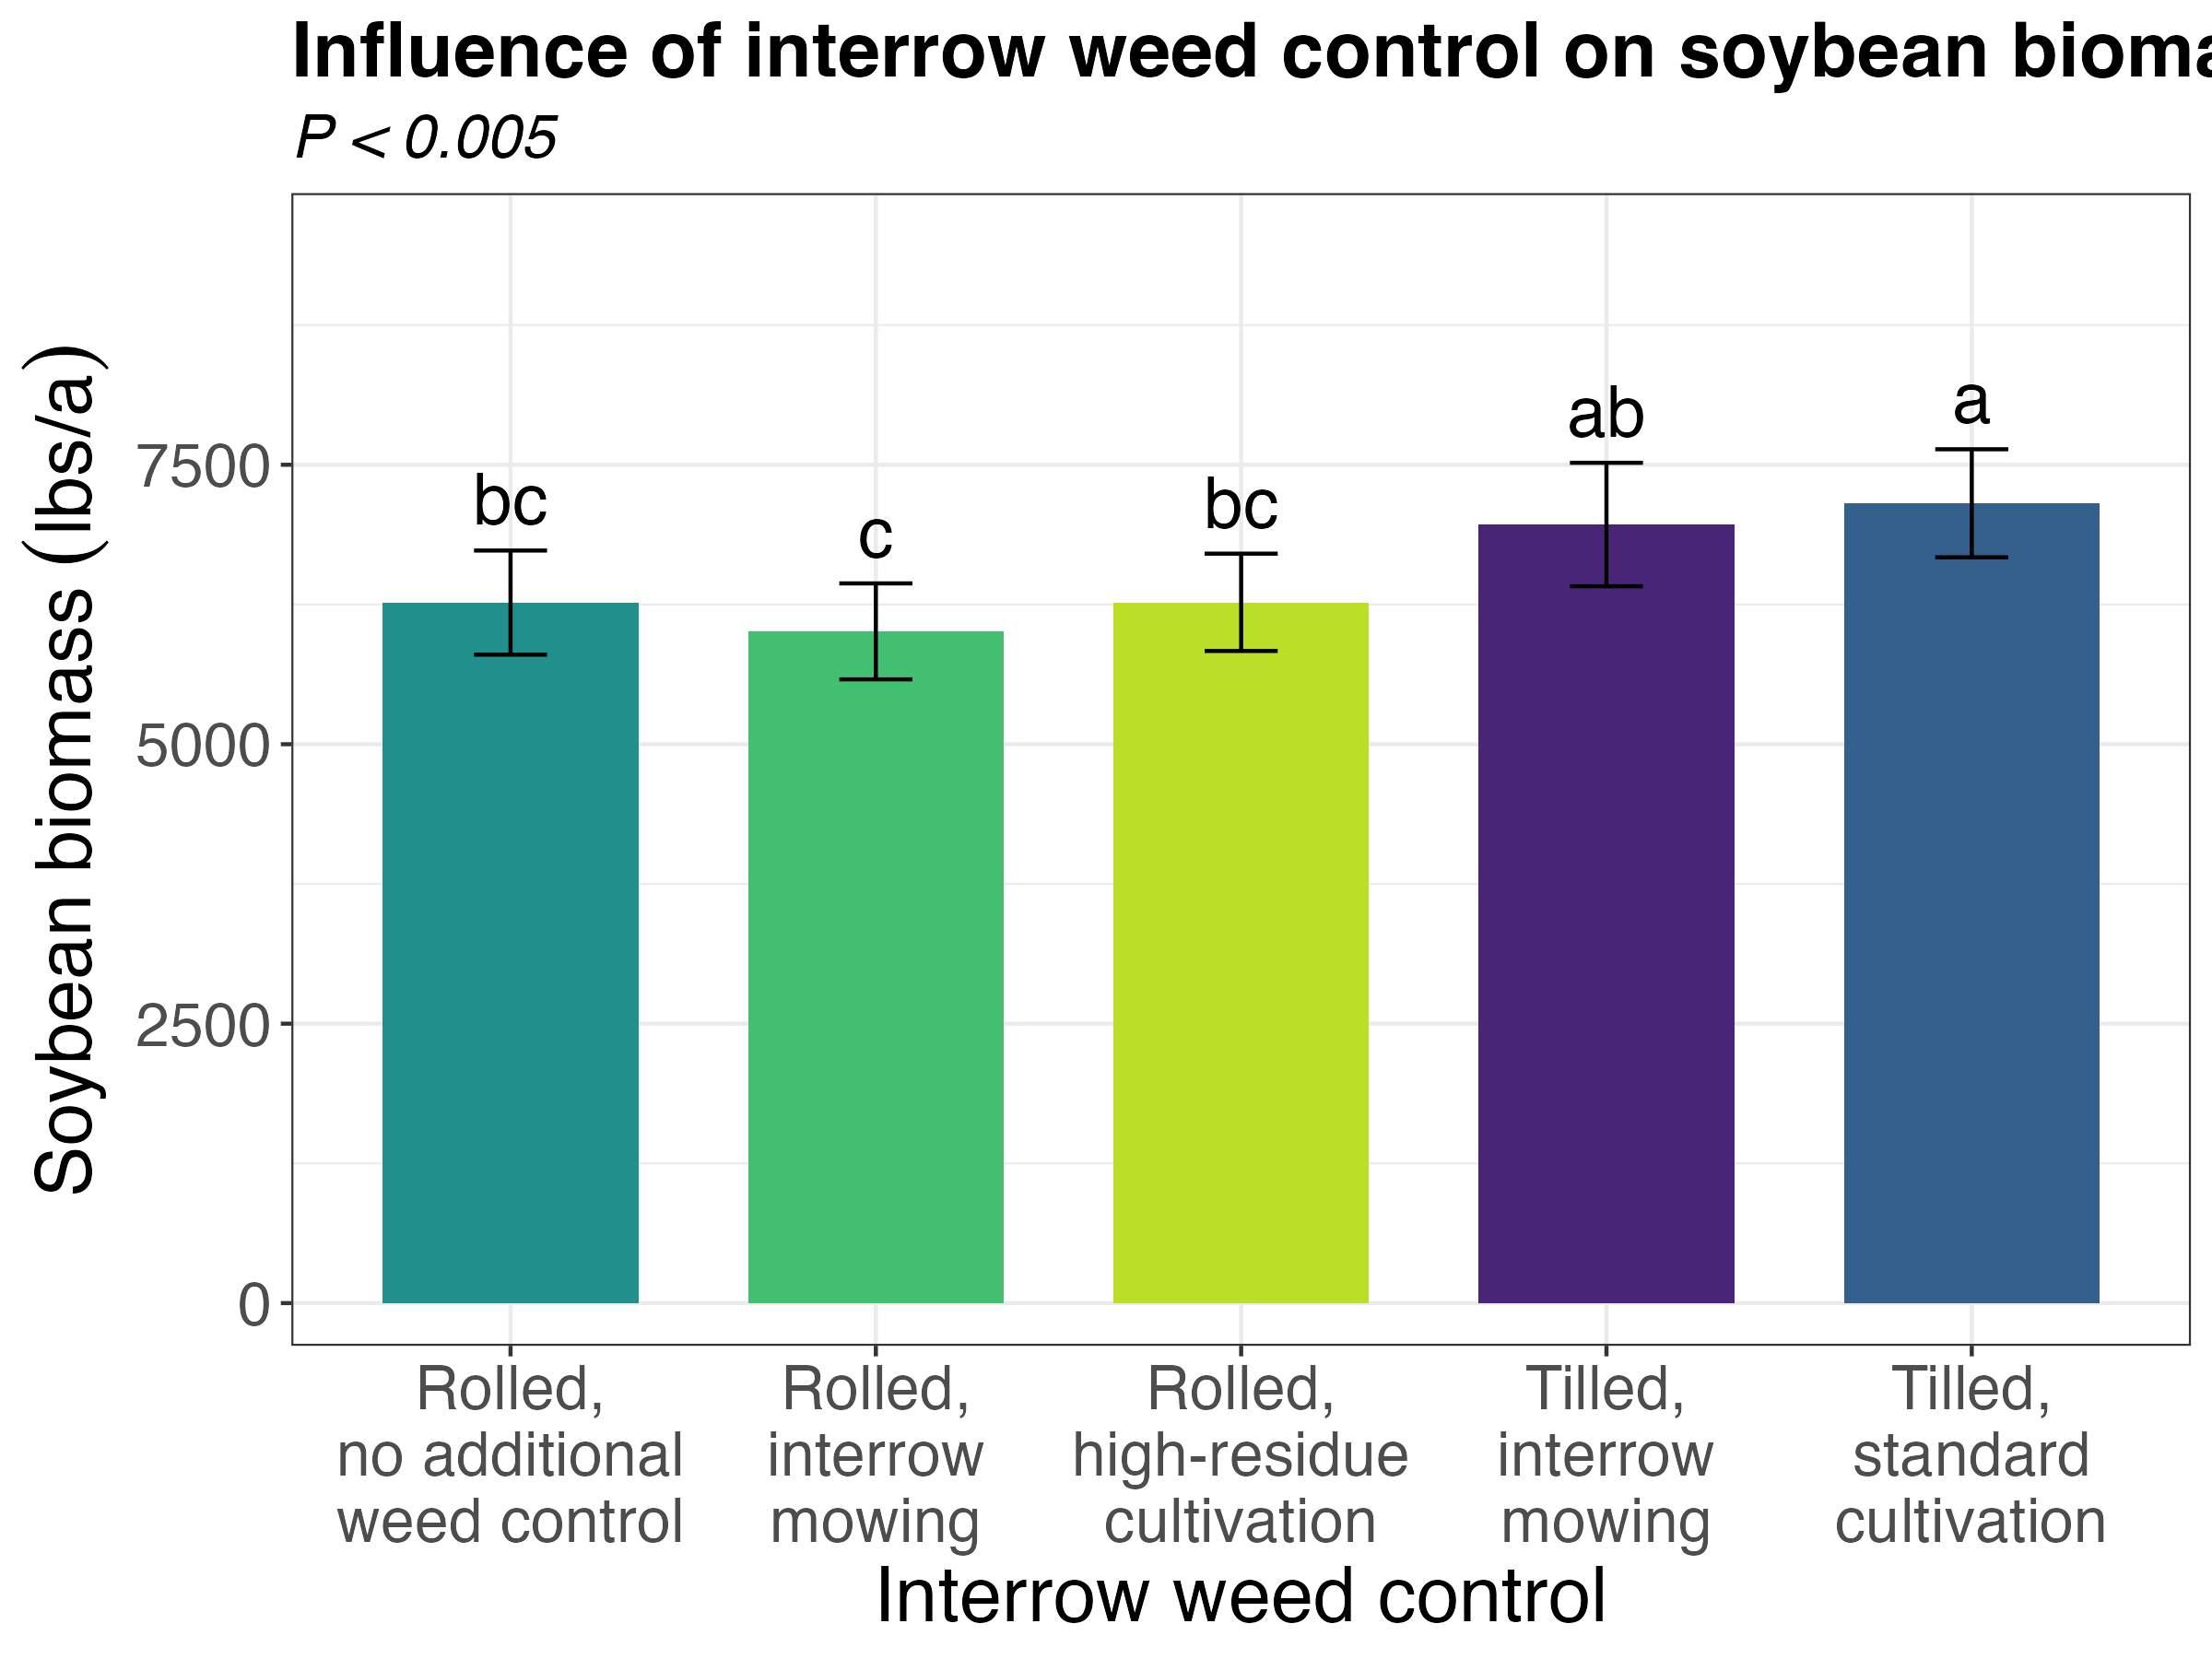 Influence of interrow weed control on soybean bioma
P < 0.005
Soybean biomass (lbs/a)
7500
5000
2500
0
bc
c
bc
ab
a
Rolled,
no additional
weed control
Rolled,
interrow
mowing
Rolled,
high-residue
cultivation
Tilled,
interrow
mowing
Tilled,
standard
cultivation
Interrow weed control